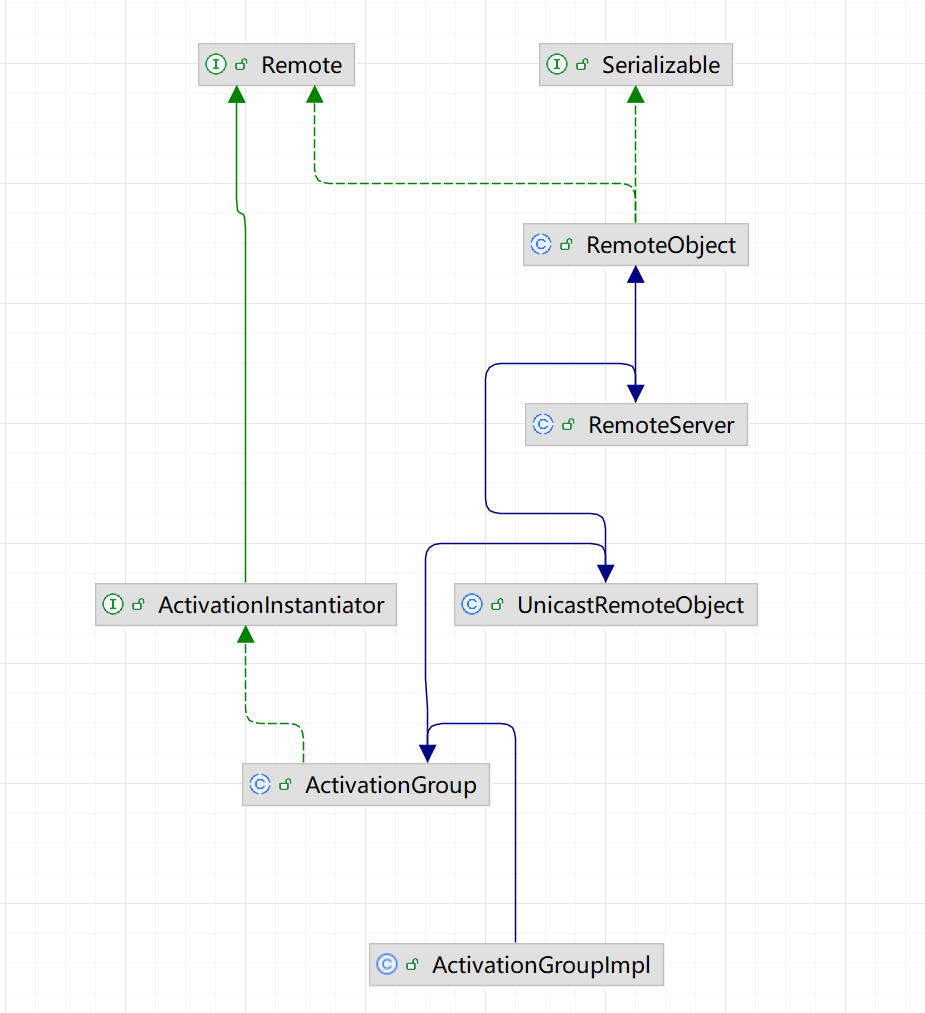 Remote
Serializable
RemoteObject
RemoteServer
ActivationInstantiator
UnicastRemoteObject
ActivationGroup
ActivationGroupImpl